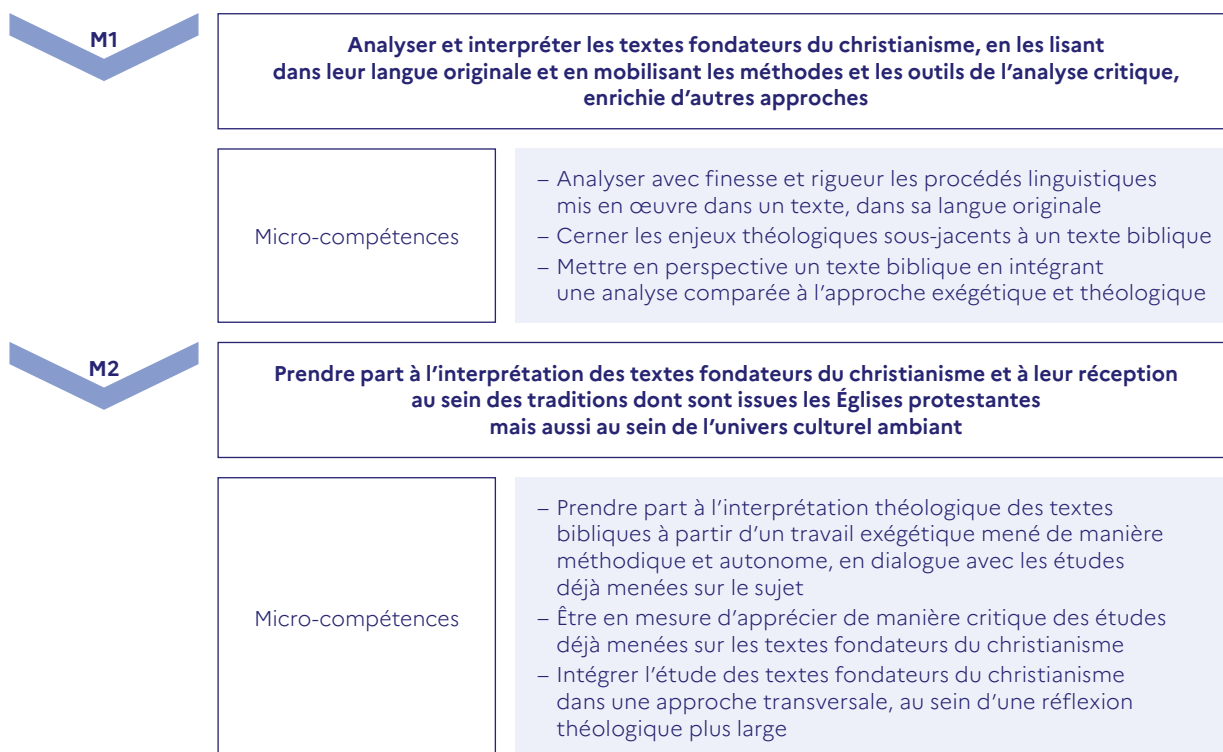 M1
Analyser et interpréter les textes fondateurs du christianisme, en les lisant
dans leur langue originale et en mobilisant les méthodes et les outils de l’analyse critique,
enrichie d’autres approches
Micro-compétences
– Analyser avec finesse et rigueur les procédés linguistiques
mis en œuvre dans un texte, dans sa langue originale
– Cerner les enjeux théologiques sous-jacents à un texte biblique
– Mettre en perspective un texte biblique en intégrant
une analyse comparée à l’approche exégétique et théologique
M2
Prendre part à l’interprétation des textes fondateurs du christianisme et à leur réception
au sein des traditions dont sont issues les Églises protestantes
mais aussi au sein de l’univers culturel ambiant
Micro-compétences
– Prendre part à l’interprétation théologique des textes
bibliques à partir d’un travail exégétique mené de manière
méthodique et autonome, en dialogue avec les études
déjà menées sur le sujet
– Être en mesure d’apprécier de manière critique des études
déjà menées sur les textes fondateurs du christianisme
– Intégrer l’étude des textes fondateurs du christianisme
dans une approche transversale, au sein d’une réflexion
théologique plus large